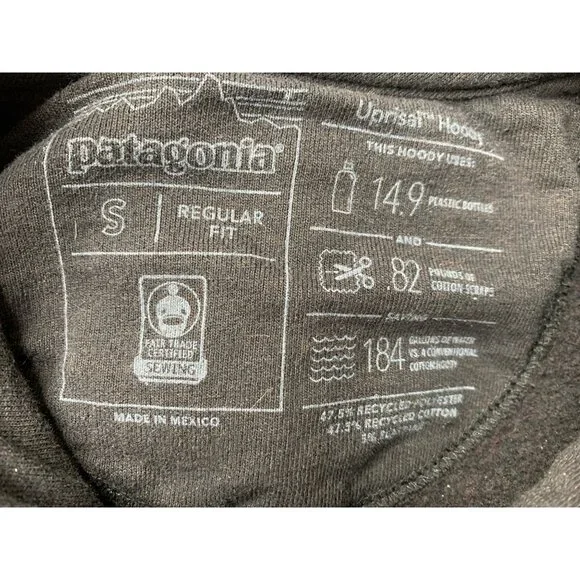 patagonia®
S
REGULAR
FIT
FAIR TRADE
CERTIFIED
SEWING
MADE IN MEXICO
Uprisal™ Hoody
THIS HOODY USES:
14.9 PLASTIC BOTTLES
AND
.82 POUNDS OF
COTTON SCRAPS
SAVING
184 GALLONS OF WATER
VS. A CONVENTIONAL
COTTON HOODY
47.5% RECYCLED POLYESTER
47.5% RECYCLED COTTON
5%